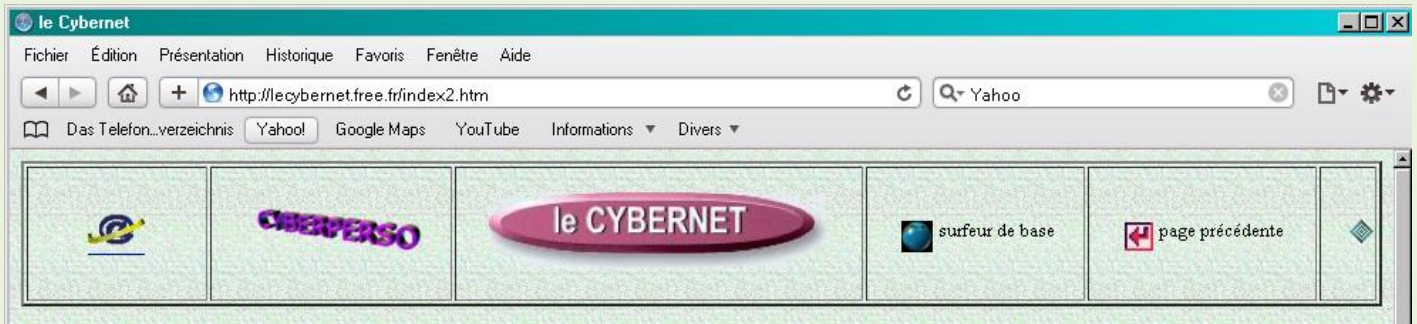 le Cybernet
Fichier Édition Présentation Historique Favoris Fenêtre Aide
http://lecybernet.free.fr/index2.htm Yahoo
Das Telefon...verzeichnis Yahoo! Google Maps YouTube Informations Divers
CYBERPERSO le CYBERNET surfeur de base page précédente